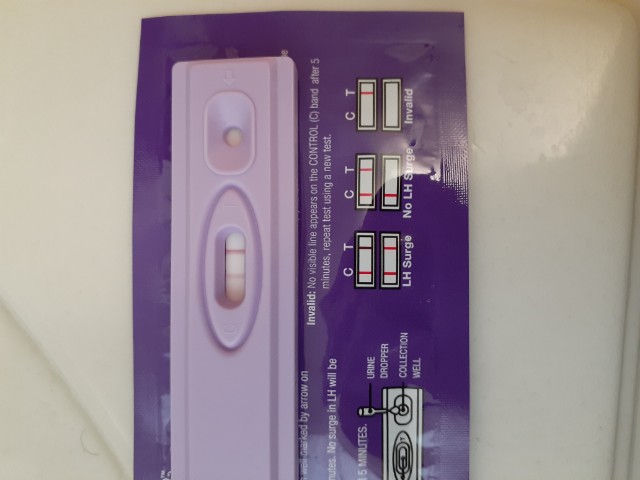 Invalid: No visible line appears on the CONTROL (C) band after 5
minutes, repeat test using a new test.
C T
Invalid
C T
No LH Surge
C T
LH Surge
URINE
DROPPER
COLLECTION
WELL
well marked by arrow on
No surge in LH will be
5 MINUTES.